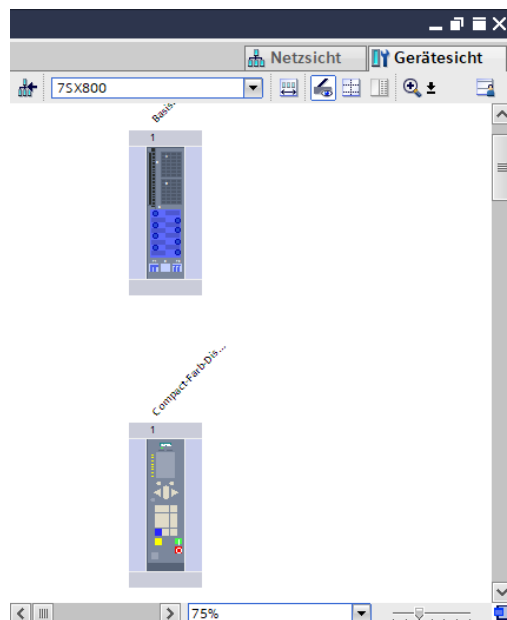 Netzsicht Gerätesicht
7SX800
Basis.
1
Compact-Farb-Dis...
1
75%